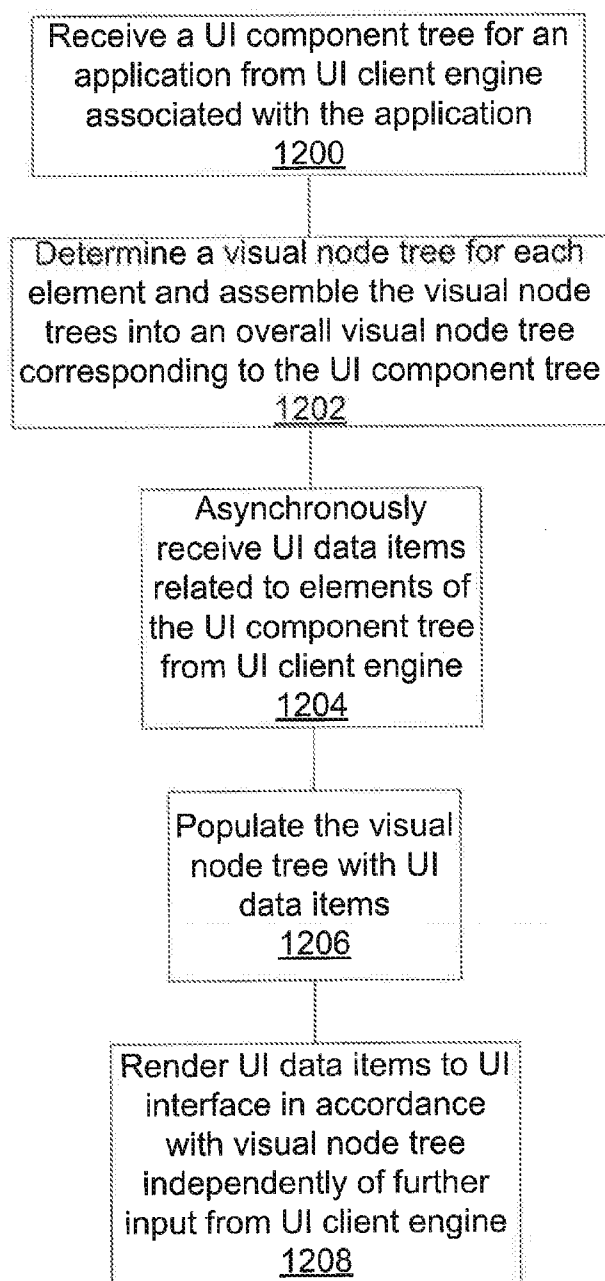 Receive a UI component tree for an
application from UI client engine
associated with the application
1200
Determine a visual node tree for each
element and assemble the visual node
trees into an overall visual node tree
corresponding to the UI component tree
1202
Asynchronously
receive UI data items
related to elements of
the UI component tree
from UI client engine
1204
Populate the visual
node tree with UI
data items
1206
Render UI data items to UI
interface in accordance
with visual node tree
independently of further
input from UI client engine
1208